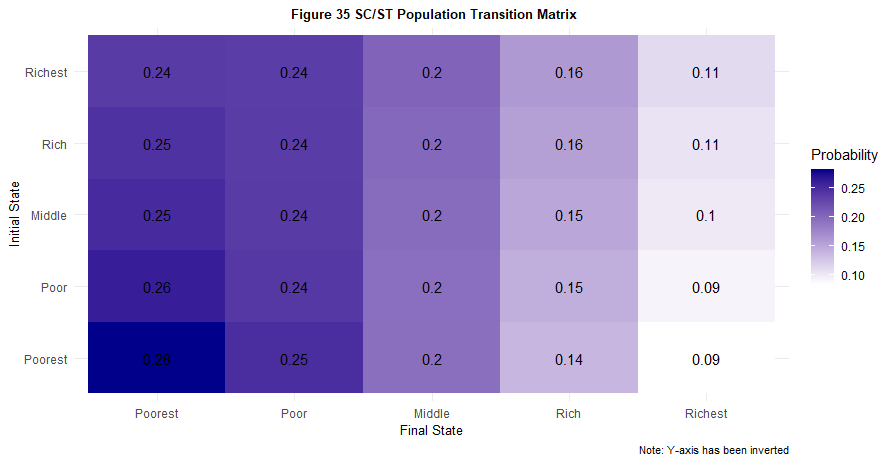 Figure 35 SC/ST Population Transition Matrix
Richest 0.24 0.24 0.2 0.16 0.11
Rich 0.25 0.24 0.2 0.16 0.11
Middle 0.25 0.24 0.2 0.15 0.1
Poor 0.26 0.24 0.2 0.15 0.09
Poorest 0.28 0.25 0.2 0.14 0.09
Initial State
Poorest Poor Middle Rich Richest
Final State
Probability
0.25
0.20
0.15
0.10
Note: Y-axis has been inverted